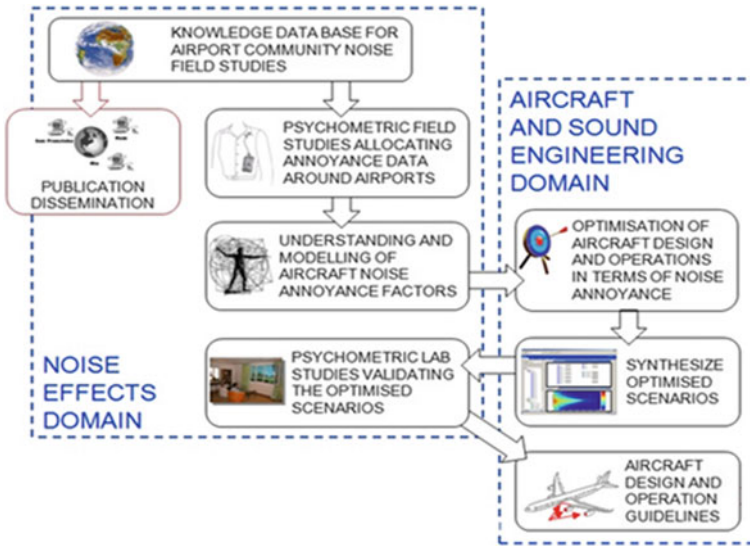 KNOWLEDGE DATA BASE FOR
AIRPORT COMMUNITY NOISE
FIELD STUDIES
PUBLICATION
DISSEMINATION
PSYCHOMETRIC FIELD
STUDIES ALLOCATING
ANNOYANCE DATA
AROUND AIRPORTS
UNDERSTANDING AND
MODELLING OF
AIRCRAFT NOISE
ANNOYANCE FACTORS
AIRCRAFT
AND SOUND
ENGINEERING
DOMAIN
OPTIMISATION OF
AIRCRAFT DESIGN
AND OPERATIONS
IN TERMS OF NOISE
ANNOYANCE
SYNTHESIZE
OPTIMISED
SCENARIOS
PSYCHOMETRIC LAB
STUDIES VALIDATING
THE OPTIMISED
SCENARIOS
NOISE
EFFECTS
DOMAIN
AIRCRAFT
DESIGN AND
OPERATION
GUIDELINES